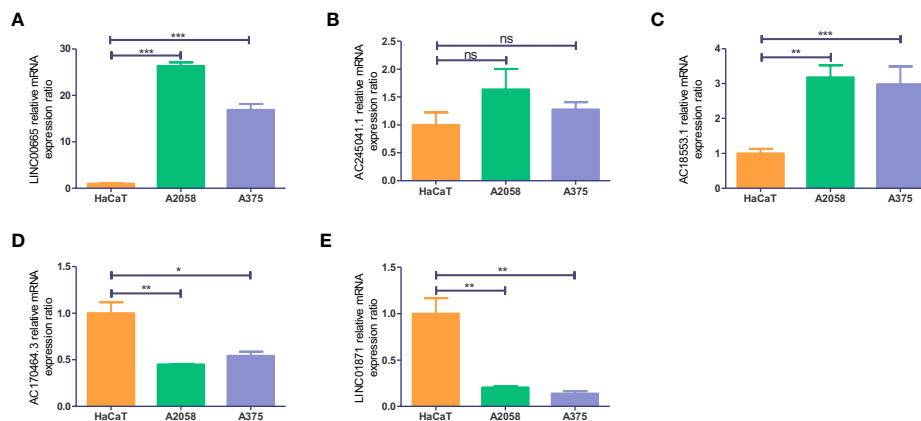 A
LINC00665 relative mRNA
expression ratio
30
20
10
0
***
***
HaCaT
A2058
A375
B
AC245041.1 relative mRNA
expression ratio
2.5
2.0
1.5
1.0
0.5
0.0
ns
ns
HaCaT
A2058
A375
C
AC18553.1 relative mRNA
expression ratio
5
4
3
2
1
0
***
**
HaCaT
A2058
A375
D
AC170464.3 relative mRNA
expression ratio
1.5
1.0
0.5
0.0
*
**
HaCaT
A2058
A375
E
LINC01871 relative mRNA
expression ratio
1.5
1.0
0.5
0.0
**
**
HaCaT
A2058
A375